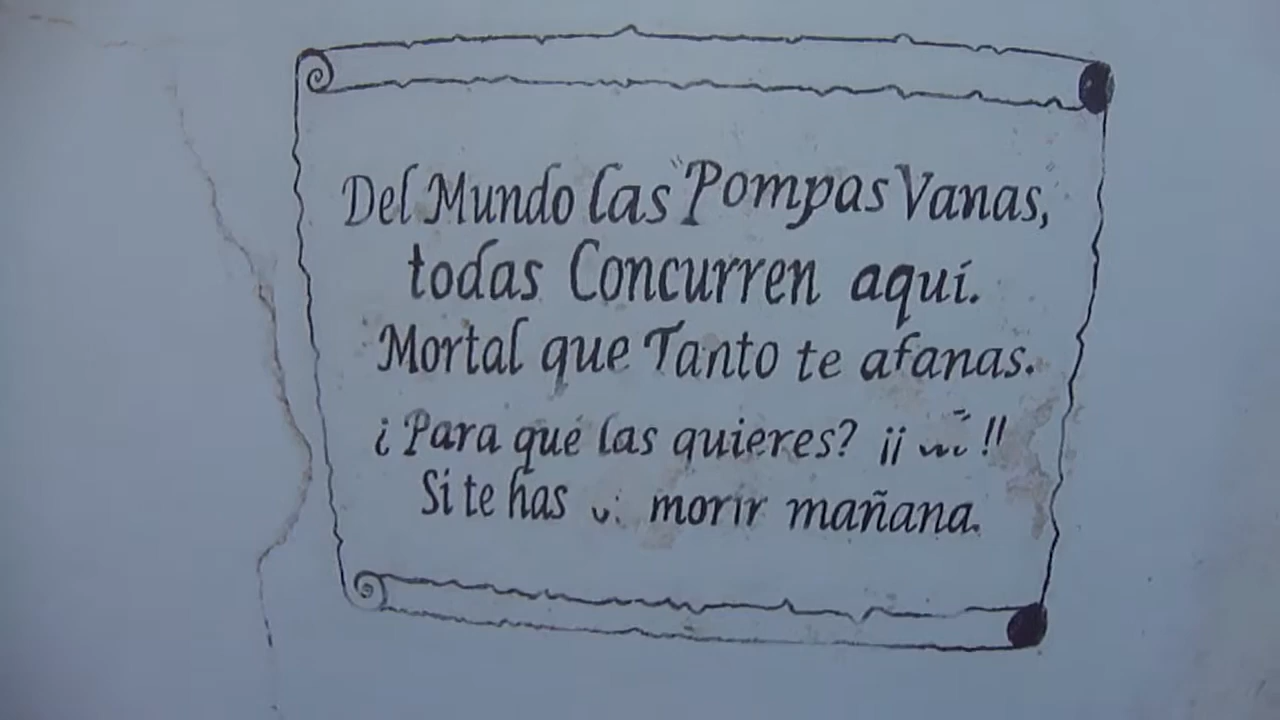 Del Mundo las Pompas Vanas,
todas Concurren aquí.
Mortal que Tanto te afanas.
¿Para qué las quieres? ¡¡ !!
Si te has morir mañana.